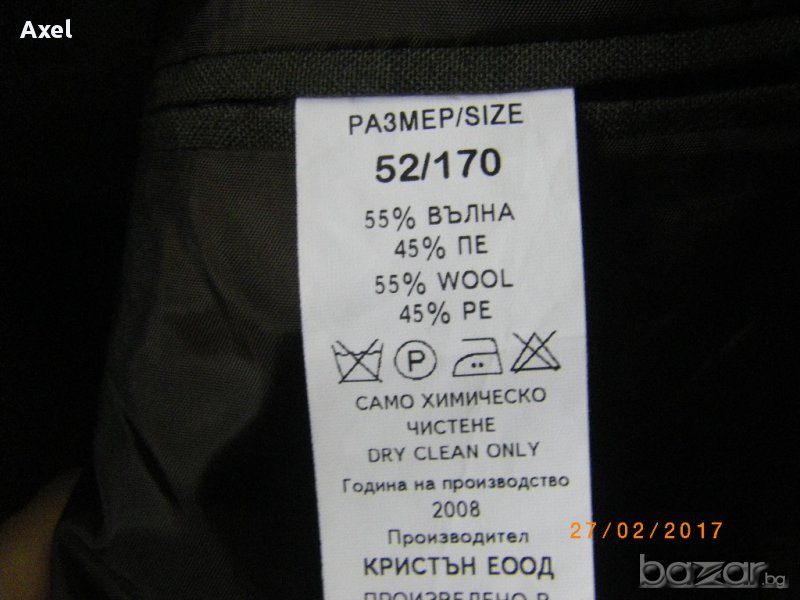 Axel
РАЗМЕР/SIZE
52/170
55% ВЪЛНА
45% ПЕ
55% WOOL
45% PE
P
САМО ХИМИЧЕСКО
ЧИСТЕНЕ
DRY CLEAN ONLY
Година на производство
2008
Производител
КРИСТЪН ЕООД
ПРОИЗВЕДЕНО В
27/02/2017
bazar.bg